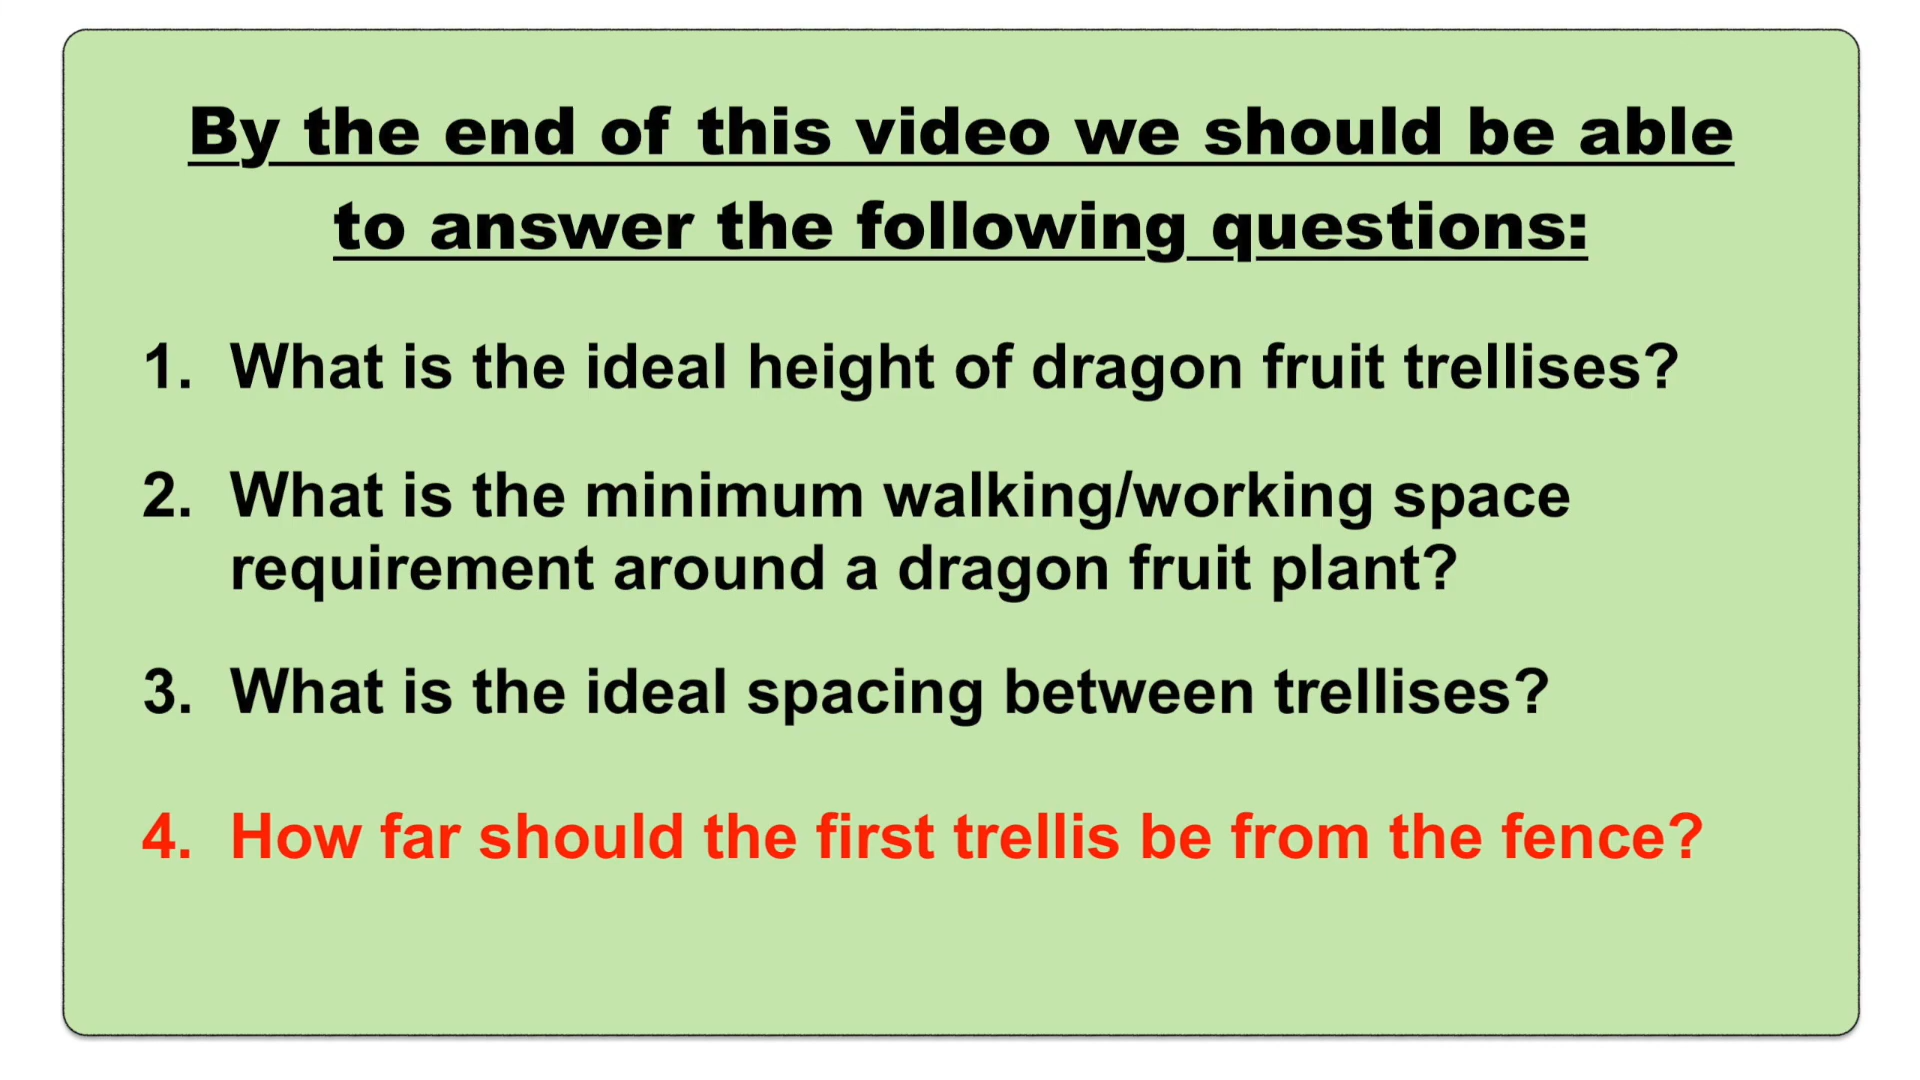 By the end of this video we should be able
to answer the following questions:
1. What is the ideal height of dragon fruit trellises?
2. What is the minimum walking/working space
requirement around a dragon fruit plant?
3. What is the ideal spacing between trellises?
4. How far should the first trellis be from the fence?